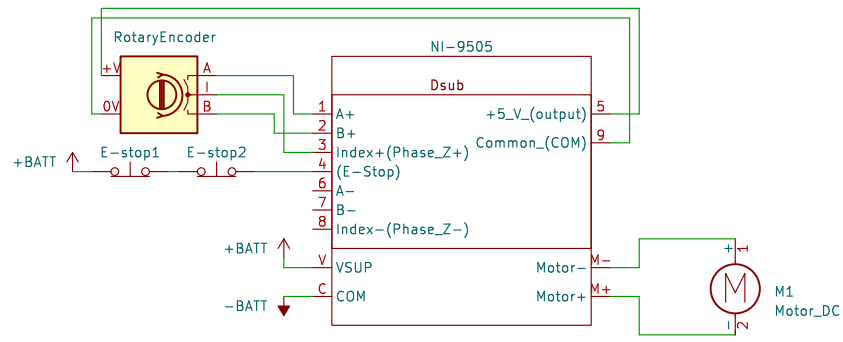 RotaryEncoder
+V
0V
A
I
B
NI-9505
Dsub
1 A+
2 B+
3 Index+(Phase_Z+)
4 (E-Stop)
6 A-
7 B-
8 Index-(Phase_Z-)
+5_V_(output) 5
Common_(COM) 9
+BATT
E-stop1
E-stop2
+BATT
V VSUP
-BATT
C COM
Motor- M-
Motor+ M+
+ 1
M
- 2
M1
Motor_DC